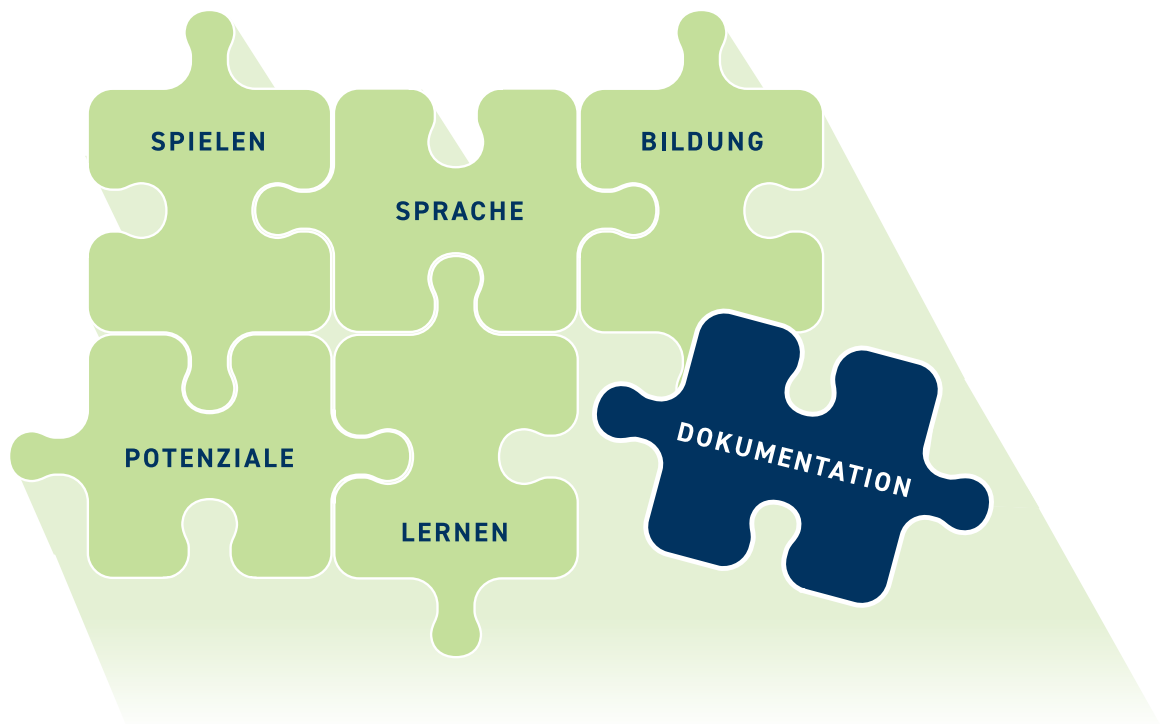 SPIELEN
SPRACHE
BILDUNG
POTENZIALE
LERNEN
DOKUMENTATION